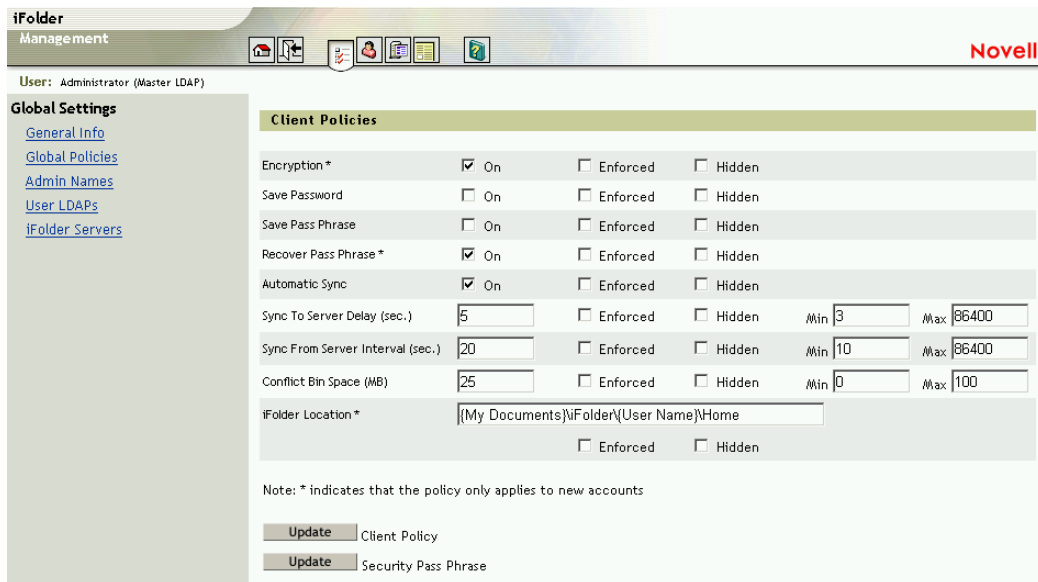 iFolder
Management
Novell
User: Administrator (Master LDAP)
Global Settings
General Info
Global Policies
Admin Names
User LDAPs
iFolder Servers
Client Policies
Encryption * On Enforced Hidden
Save Password On Enforced Hidden
Save Pass Phrase On Enforced Hidden
Recover Pass Phrase * On Enforced Hidden
Automatic Sync On Enforced Hidden
Sync To Server Delay (sec.) 5 Enforced Hidden Min 3 Max 86400
Sync From Server Interval (sec.) 20 Enforced Hidden Min 10 Max 86400
Conflict Bin Space (MB) 25 Enforced Hidden Min 0 Max 100
iFolder Location * {My Documents}\iFolder\{User Name}\Home
Enforced Hidden
Note: * indicates that the policy only applies to new accounts
Update Client Policy
Update Security Pass Phrase